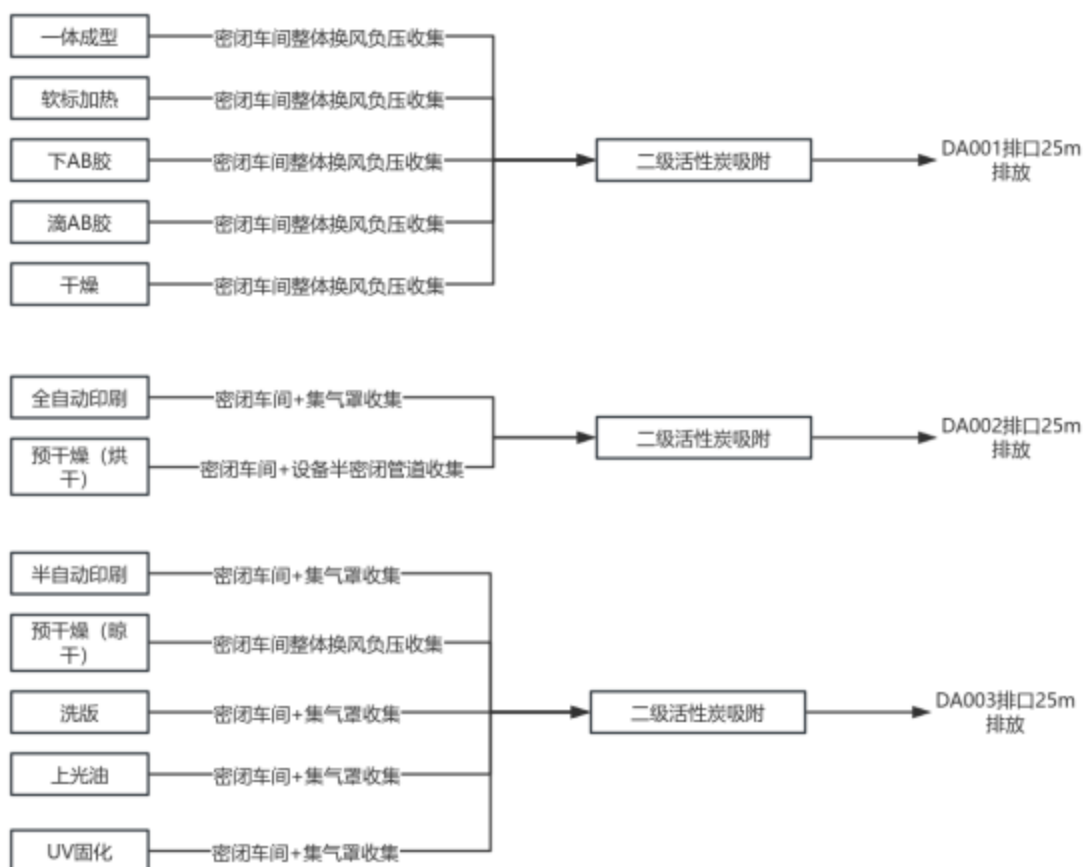 一体成型
密闭车间整体换风负压收集
软标加热
密闭车间整体换风负压收集
下AB胶
密闭车间整体换风负压收集
二级活性炭吸附
DA001排口25m
排放
滴AB胶
密闭车间整体换风负压收集
干燥
密闭车间整体换风负压收集
全自动印刷
密闭车间+集气罩收集
预干燥（烘
干）
密闭车间+设备半密闭管道收集
二级活性炭吸附
DA002排口25m
排放
半自动印刷
密闭车间+集气罩收集
预干燥（晾
干）
密闭车间整体换风负压收集
洗版
密闭车间+集气罩收集
二级活性炭吸附
DA003排口25m
排放
上光油
密闭车间+集气罩收集
UV固化
密闭车间+集气罩收集